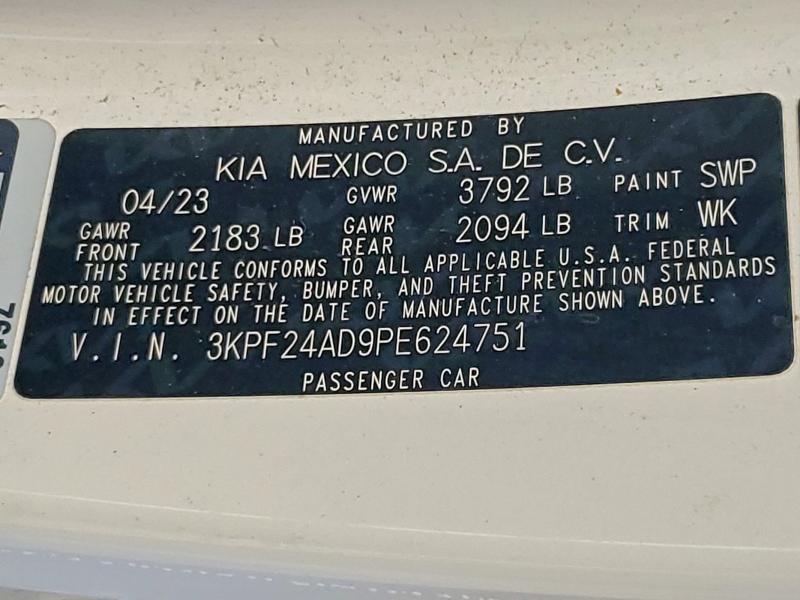 MANUFACTURED BY
KIA MEXICO S.A. DE C.V.
04/23 GVWR 3792 LB PAINT SWP
GAWR FRONT 2183 LB GAWR REAR 2094 LB TRIM WK
THIS VEHICLE CONFORMS TO ALL APPLICABLE U.S.A. FEDERAL
MOTOR VEHICLE SAFETY, BUMPER, AND THEFT PREVENTION STANDARDS
IN EFFECT ON THE DATE OF MANUFACTURE SHOWN ABOVE.
V.I.N. 3KPF24AD9PE624751
PASSENGER CAR